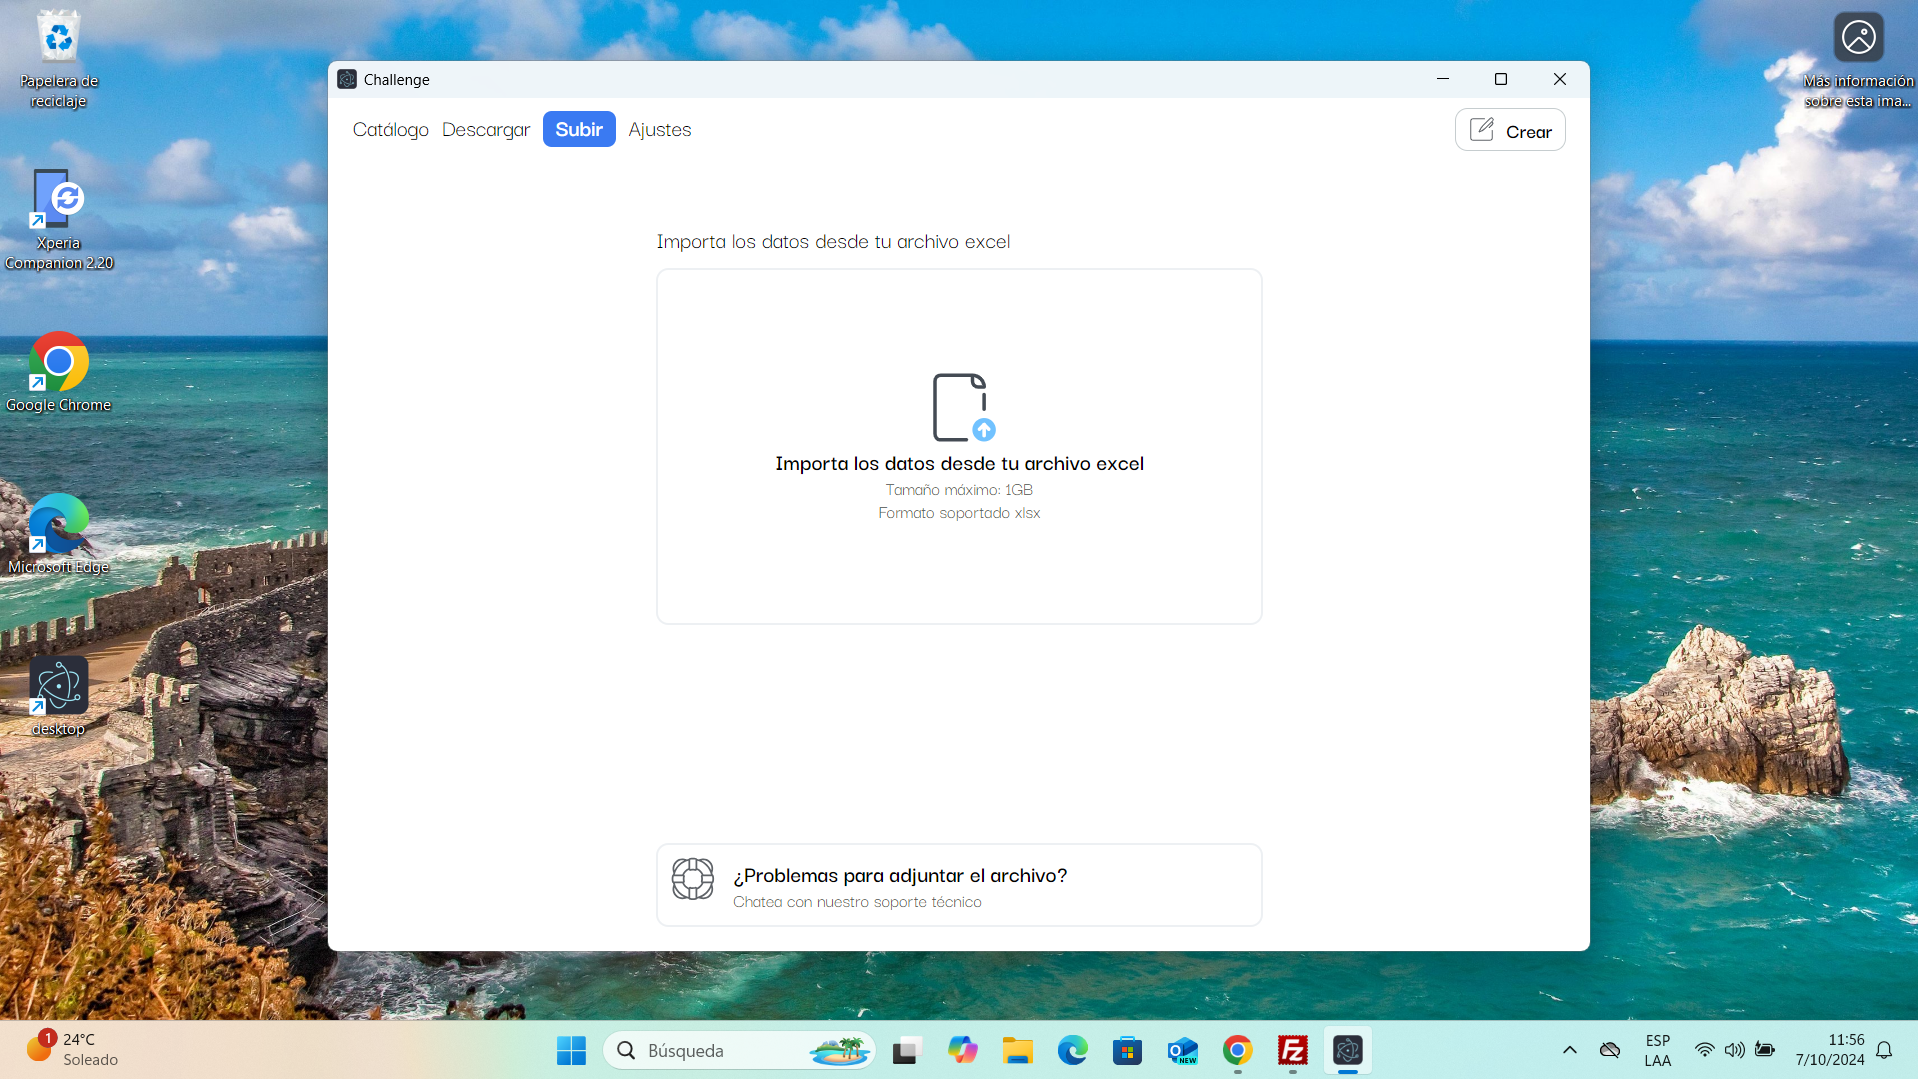 Papelera de
reciclaje
Xperia
Companion 2.20
Google Chrome
Microsoft Edge
desktop
Más información
sobre esta ima...
Challenge
Catálogo Descargar Subir Ajustes
Crear
Importa los datos desde tu archivo excel
Importa los datos desde tu archivo excel
Tamaño máximo: 1GB
Formato soportado xlsx
¿Problemas para adjuntar el archivo?
Chatea con nuestro soporte técnico
1
24°C
Soleado
Búsqueda
NEW
ESP
LAA
11:56
7/10/2024